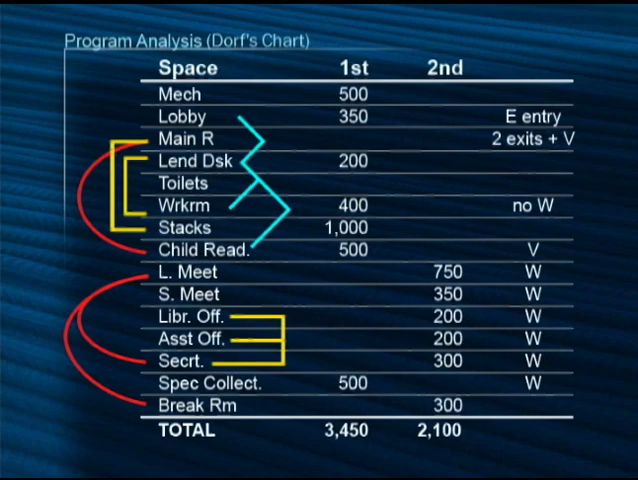 Program Analysis (Dorf's Chart)
Space 1st 2nd
Mech 500
Lobby 350 E entry
Main R 2 exits + V
Lend Dsk 200
Toilets
Wrkrm 400 no W
Stacks 1,000
Child Read. 500 V
L. Meet 750 W
S. Meet 350 W
Libr. Off. 200 W
Asst Off. 200 W
Secrt. 300 W
Spec Collect. 500 W
Break Rm 300
TOTAL 3,450 2,100